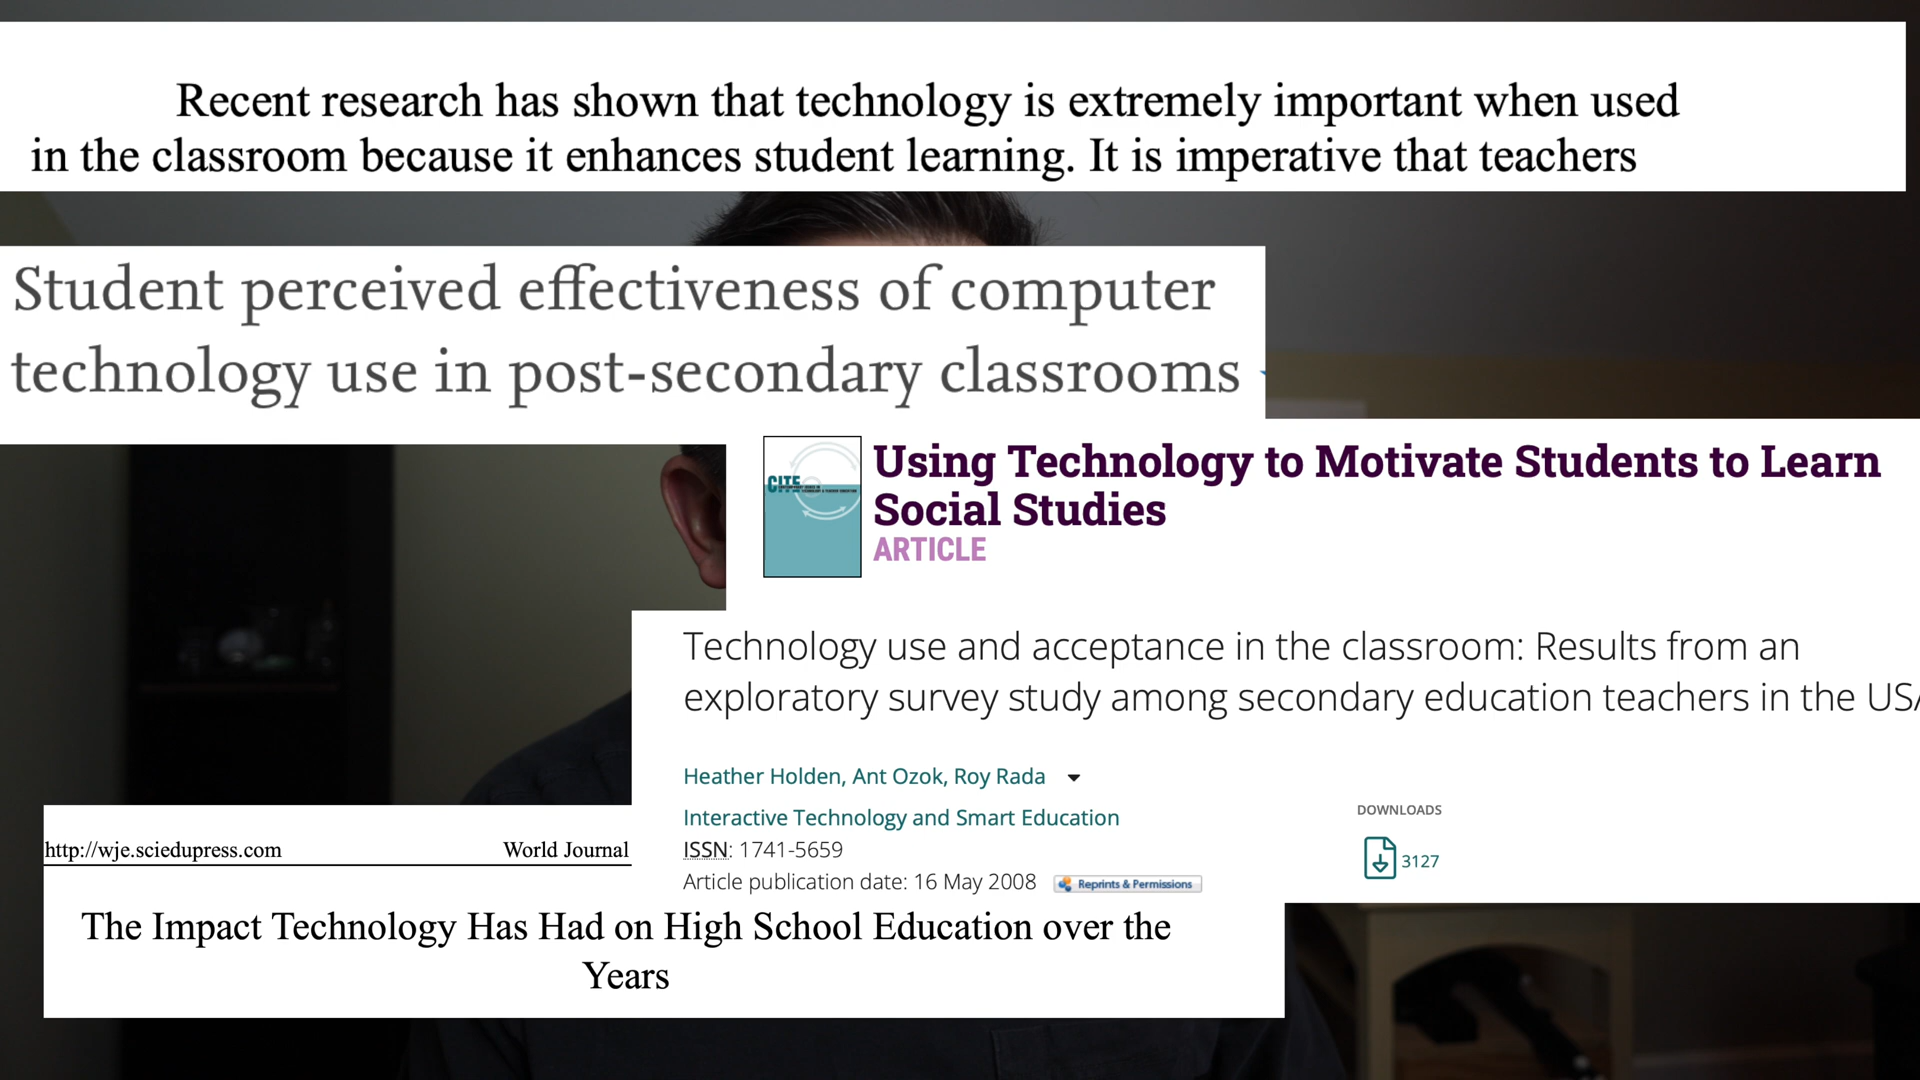 Recent research has shown that technology is extremely important when used
in the classroom because it enhances student learning. It is imperative that teachers
Student perceived effectiveness of computer
technology use in post-secondary classrooms
CITE
Using Technology to Motivate Students to Learn
Social Studies
ARTICLE
Technology use and acceptance in the classroom: Results from an
exploratory survey study among secondary education teachers in the USA
Heather Holden, Ant Ozok, Roy Rada
Interactive Technology and Smart Education
ISSN: 1741-5659
Article publication date: 16 May 2008
Reprints & Permissions
DOWNLOADS
3127
http://wje.sciedupress.com World Journal
The Impact Technology Has Had on High School Education over the
Years